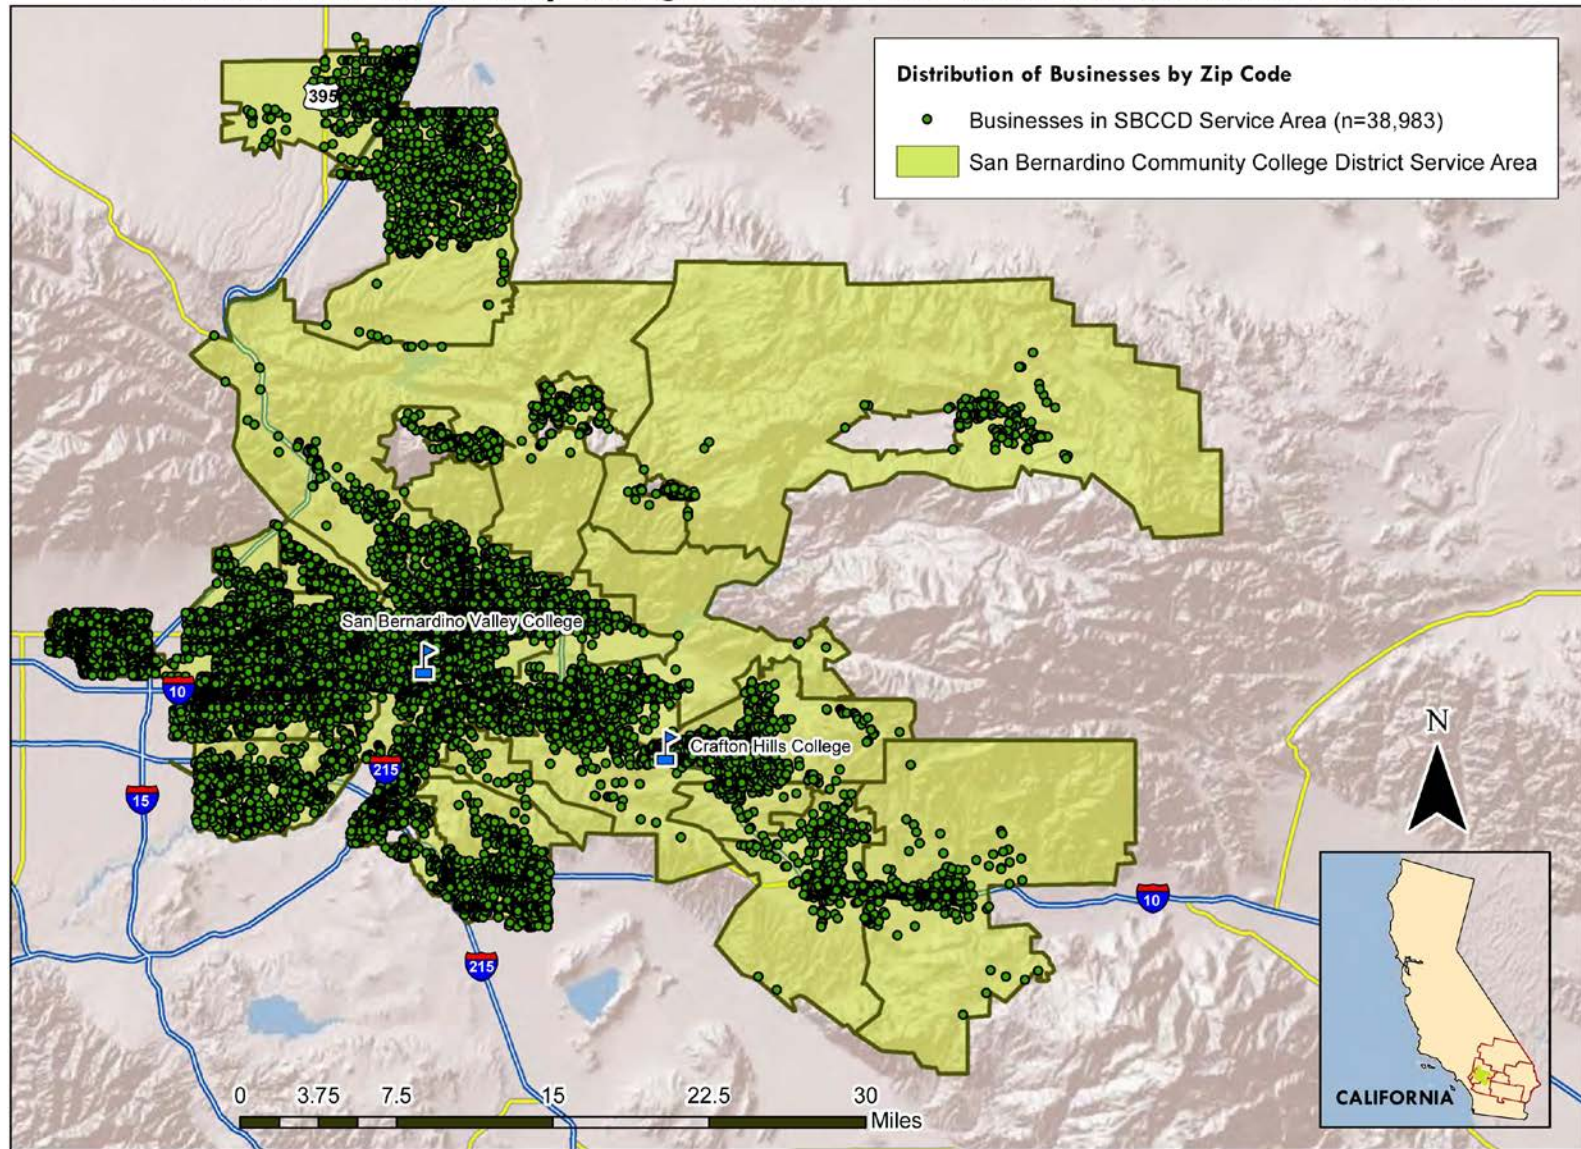 Distribution of Businesses by Zip Code
Businesses in SBCCD Service Area (n=38,983)
San Bernardino Community College District Service Area
395
San Bernardino Valley College
10
Crafton Hills College
215
15
N
10
215
0 3.75 7.5 15 22.5 30
Miles
CALIFORNIA